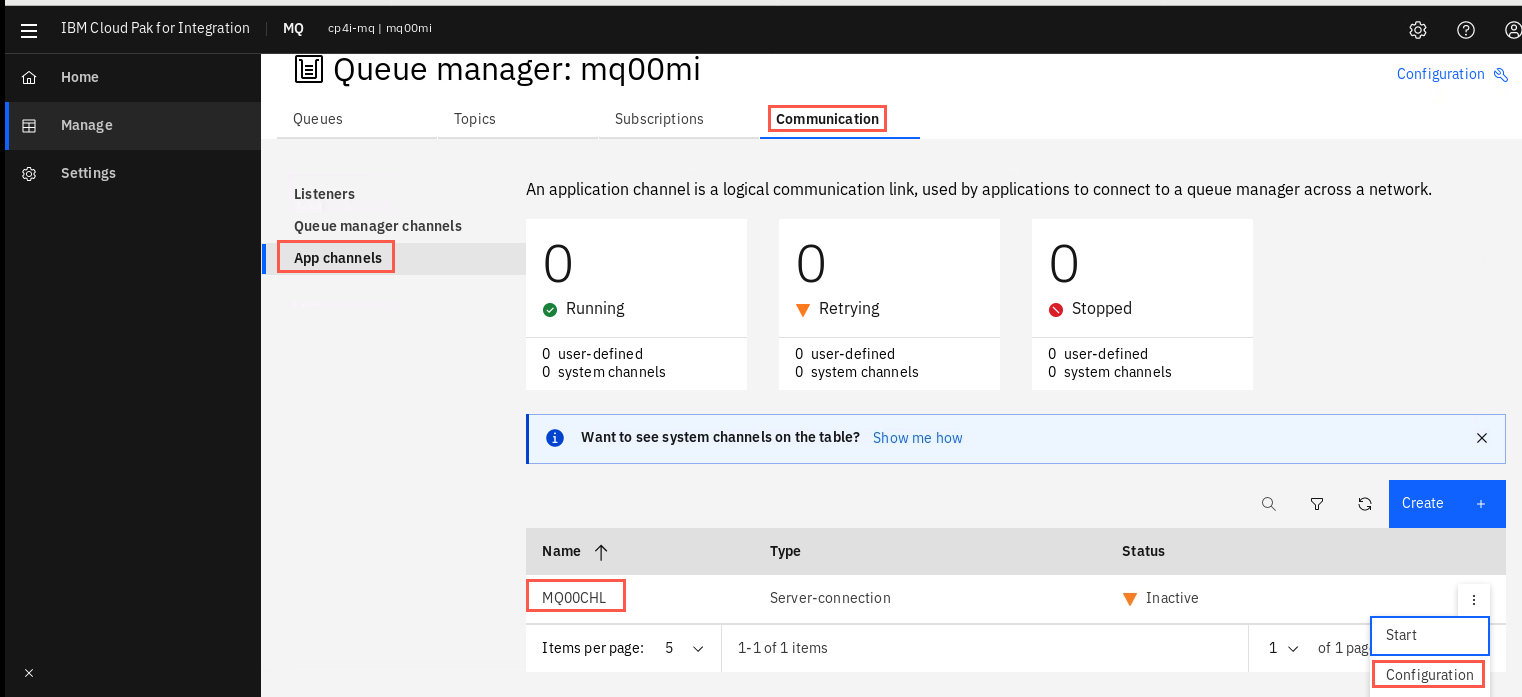 IBM Cloud Pak for Integration MQ cp4i-mq | mq00mi
Home
Manage
Settings
Queue manager: mq00mi
Configuration
Queues Topics Subscriptions Communication
Listeners
Queue manager channels
App channels
An application channel is a logical communication link, used by applications to connect to a queue manager across a network.
0 0 0
Running Retrying Stopped
0 user-defined 0 user-defined 0 user-defined
0 system channels 0 system channels 0 system channels
Want to see system channels on the table? Show me how
Create +
Name Type Status
MQ00CHL Server-connection Inactive
Items per page: 5 1-1 of 1 items 1 of 1 pag
Start
Configuration